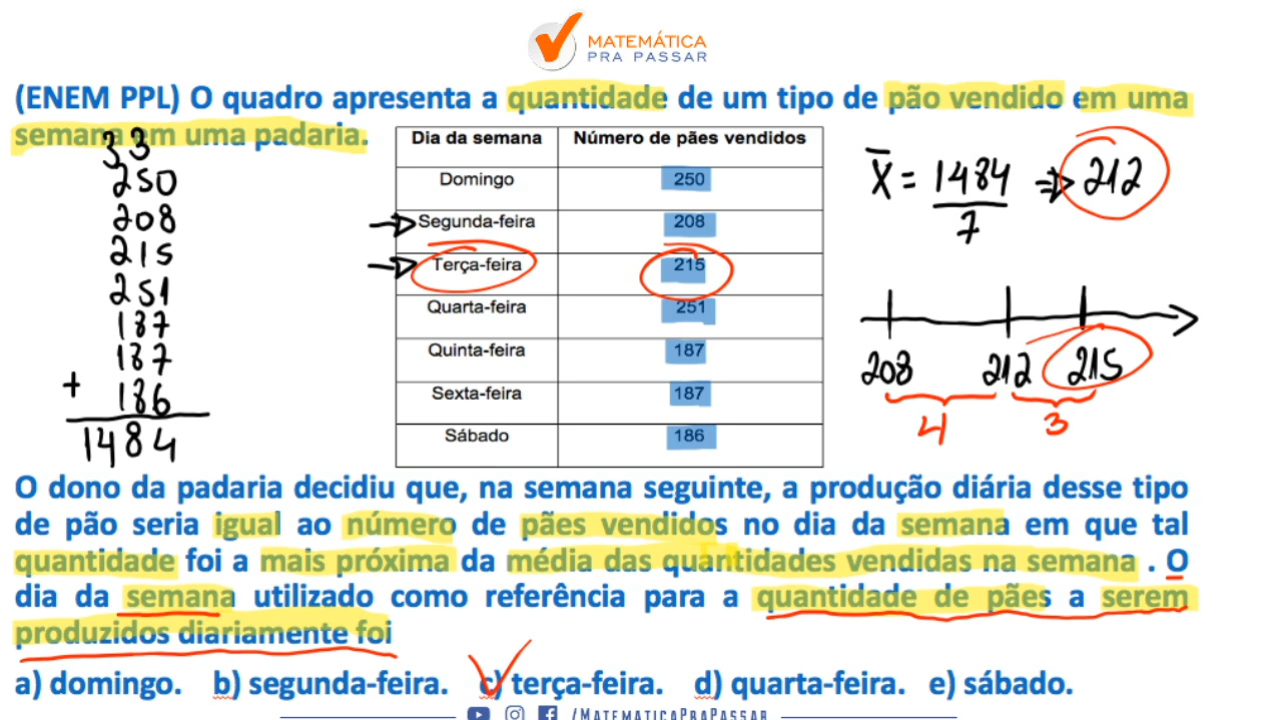 MATEMÁTICA
PRA PASSAR
(ENEM PPL) O quadro apresenta a quantidade de um tipo de pão vendido em uma
semana em uma padaria.
Dia da semana Número de pães vendidos
Domingo 250
Segunda-feira 208
Terça-feira 215
Quarta-feira 251
Quinta-feira 187
Sexta-feira 187
Sábado 186
3 3
250
208
215
251
187
187
+ 186
1484
X̄ = 1484 / 7 ⇒ 212
208 212 215
4 3
O dono da padaria decidiu que, na semana seguinte, a produção diária desse tipo
de pão seria igual ao número de pães vendidos no dia da semana em que tal
quantidade foi a mais próxima da média das quantidades vendidas na semana . O
dia da semana utilizado como referência para a quantidade de pães a serem
produzidos diariamente foi
a) domingo. b) segunda-feira. c) terça-feira. d) quarta-feira. e) sábado.
/MatematicaPraPassar